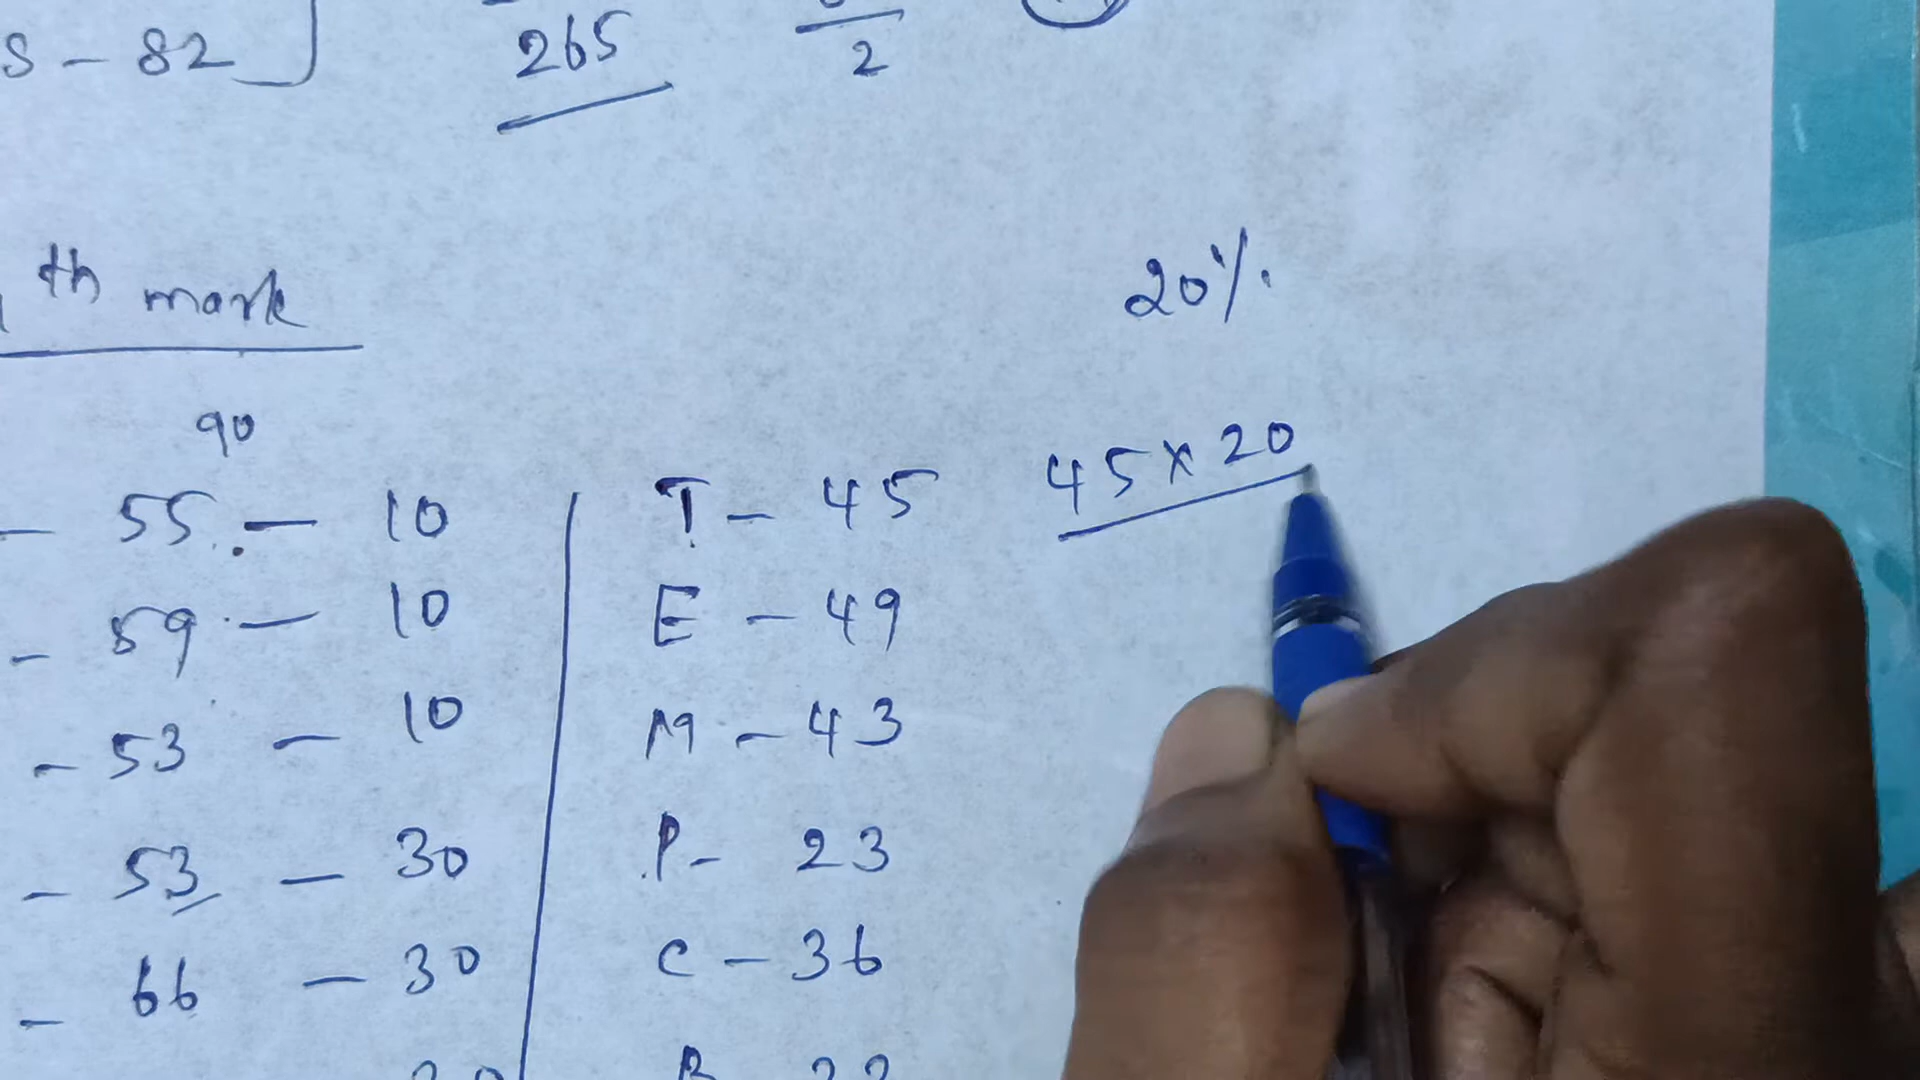 S - 82 265 2
th mark 20%
90
- 55 - 10 T - 45 45 x 20
- 59 - 10 E - 49
- 53 - 10 M - 43
- 53 - 30 P - 23
- 66 - 30 C - 36